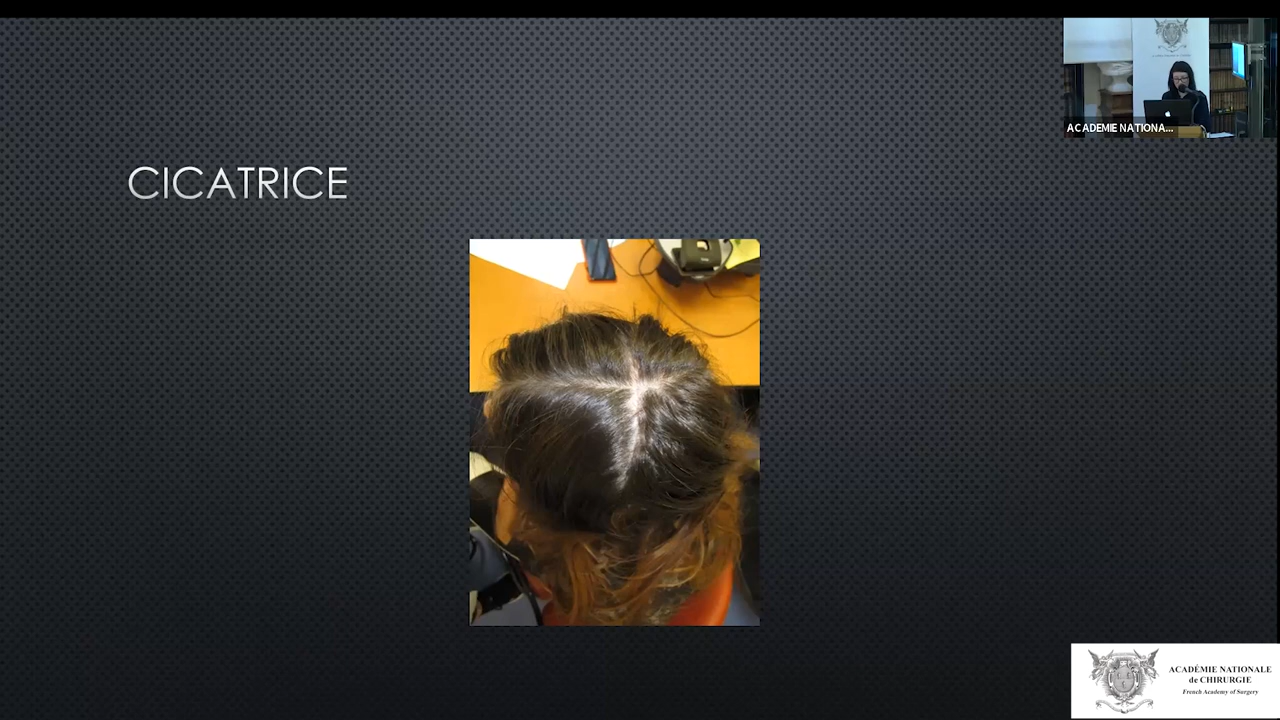 CICATRICE
ACADEMIE NATIONA...
ACADÉMIE NATIONALE
de CHIRURGIE
French Academy of Surgery